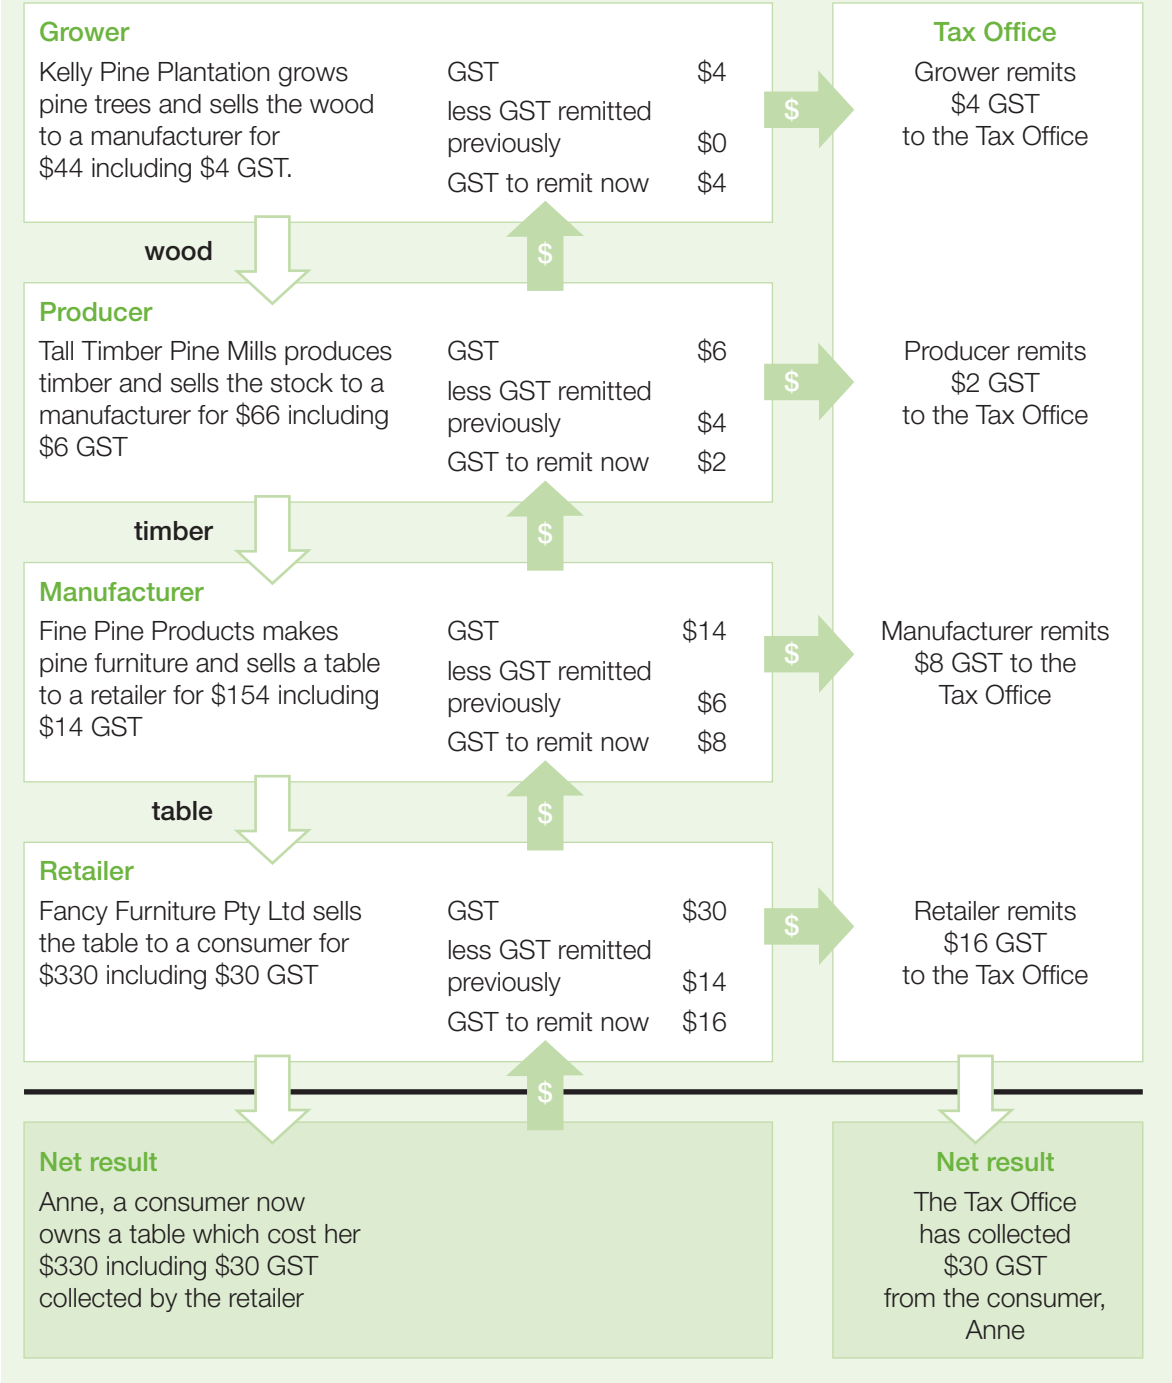 Grower
Kelly Pine Plantation grows
pine trees and sells the wood
to a manufacturer for
$44 including $4 GST.
GST $4
less GST remitted
previously $0
GST to remit now $4
$
Tax Office
Grower remits
$4 GST
to the Tax Office
wood
$
Producer
Tall Timber Pine Mills produces
timber and sells the stock to a
manufacturer for $66 including
$6 GST
GST $6
less GST remitted
previously $4
GST to remit now $2
$
Producer remits
$2 GST
to the Tax Office
timber
$
Manufacturer
Fine Pine Products makes
pine furniture and sells a table
to a retailer for $154 including
$14 GST
GST $14
less GST remitted
previously $6
GST to remit now $8
$
Manufacturer remits
$8 GST to the
Tax Office
table
$
Retailer
Fancy Furniture Pty Ltd sells
the table to a consumer for
$330 including $30 GST
GST $30
less GST remitted
previously $14
GST to remit now $16
$
Retailer remits
$16 GST
to the Tax Office
$
Net result
Anne, a consumer now
owns a table which cost her
$330 including $30 GST
collected by the retailer
Net result
The Tax Office
has collected
$30 GST
from the consumer,
Anne